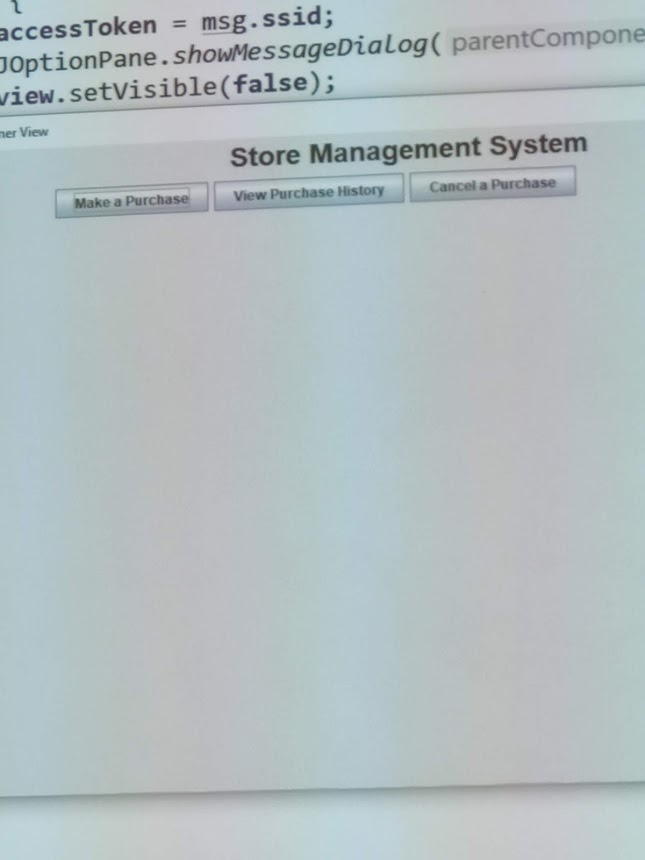 {
accessToken = msg.ssid;
JOptionPane.showMessageDialog( parentCompone
view.setVisible(false);
ner View
Store Management System
Make a Purchase View Purchase History Cancel a Purchase